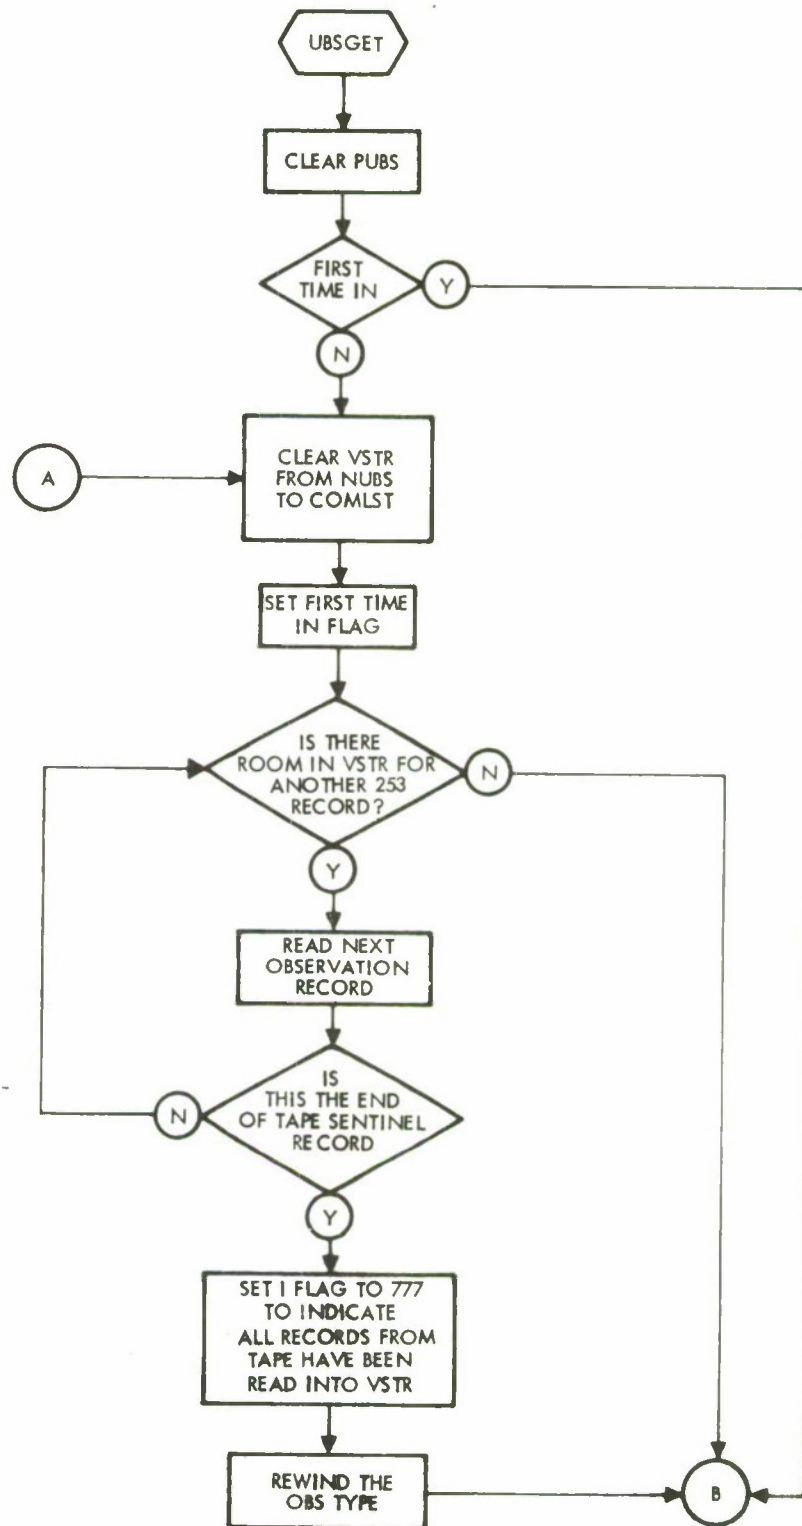 UBSGET
CLEAR PUBS
FIRST
TIME IN
Y
N
A
CLEAR VSTR
FROM NUBS
TO COMLST
SET FIRST TIME
IN FLAG
IS THERE
ROOM IN VSTR FOR
ANOTHER 253
RECORD?
N
Y
READ NEXT
OBSERVATION
RECORD
IS
THIS THE END
OF TAPE SENTINEL
RECORD
N
Y
SET I FLAG TO 777
TO INDICATE
ALL RECORDS FROM
TAPE HAVE BEEN
READ INTO VSTR
REWIND THE
OBS TYPE
B